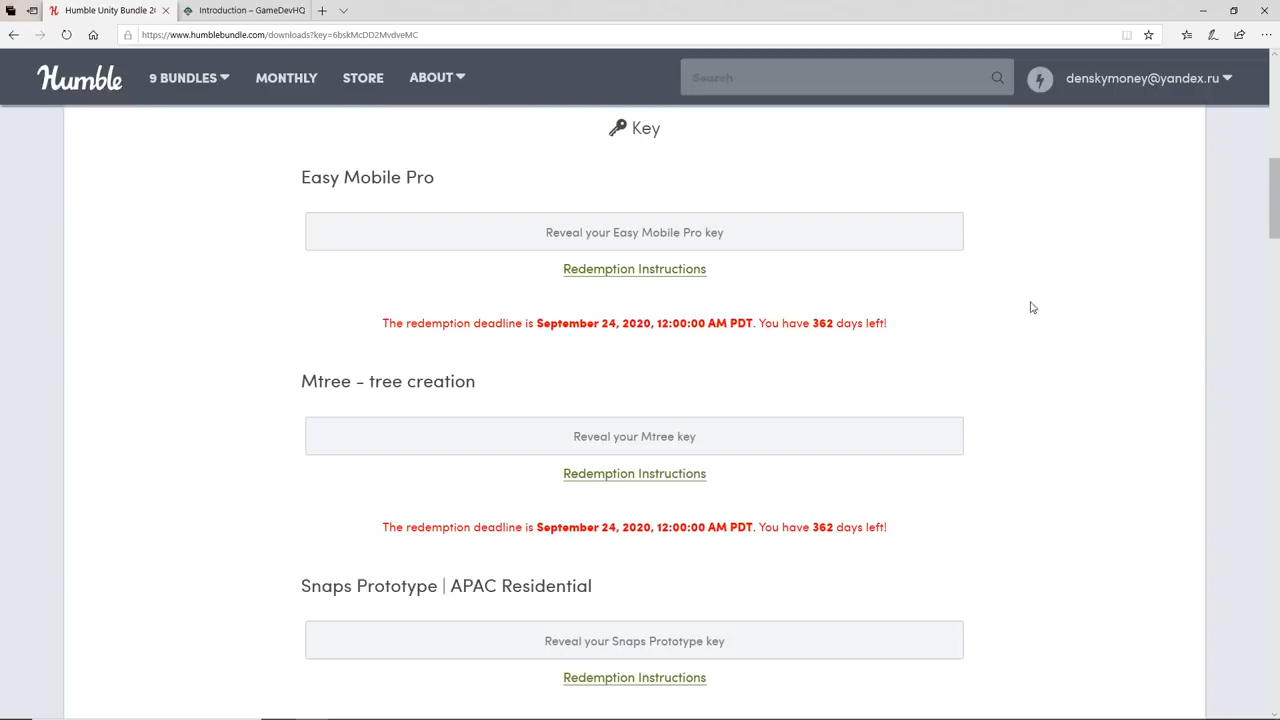 Humble Unity Bundle 20
Introduction – GameDevHQ
https://www.humblebundle.com/downloads?key=6bskMcDD2MvdveMC
Humble
9 BUNDLES
MONTHLY
STORE
ABOUT
Search
denskymoney@yandex.ru
Key
Easy Mobile Pro
Reveal your Easy Mobile Pro key
Redemption Instructions
The redemption deadline is September 24, 2020, 12:00:00 AM PDT. You have 362 days left!
Mtree - tree creation
Reveal your Mtree key
Redemption Instructions
The redemption deadline is September 24, 2020, 12:00:00 AM PDT. You have 362 days left!
Snaps Prototype | APAC Residential
Reveal your Snaps Prototype key
Redemption Instructions